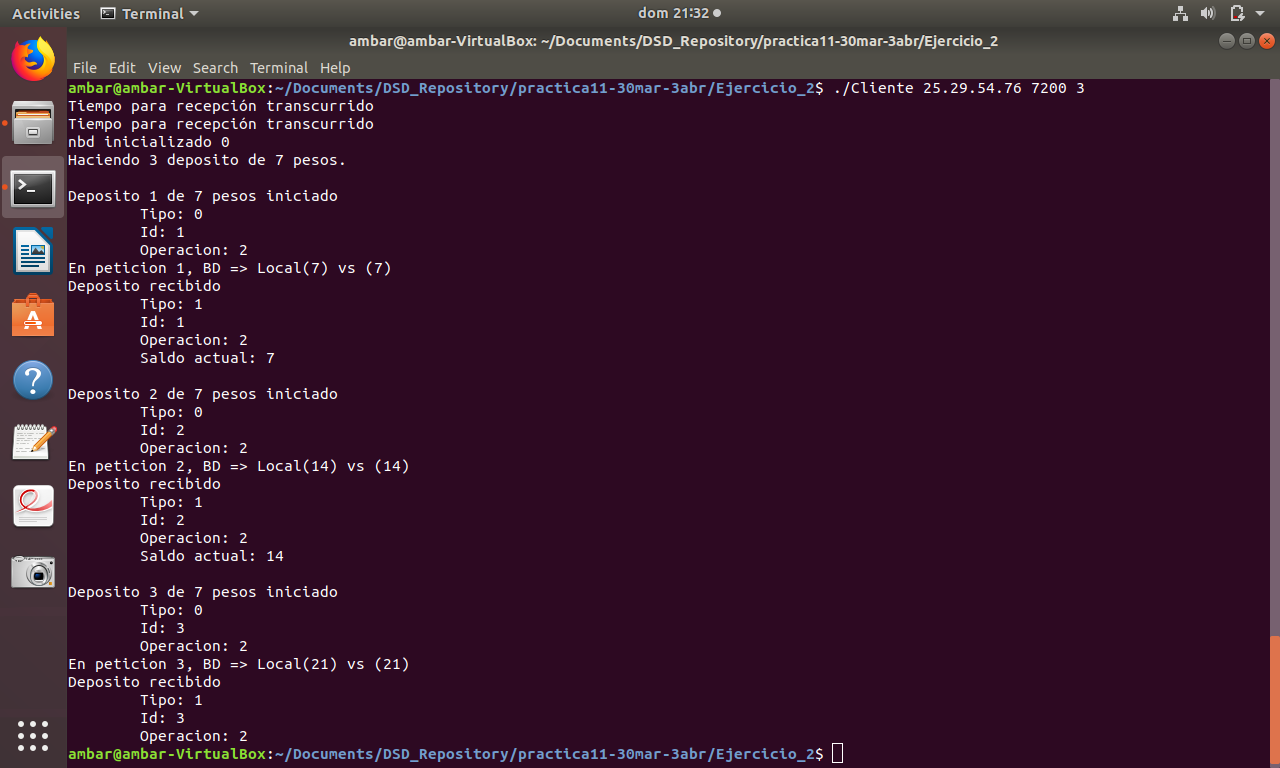 Activities Terminal dom 21:32
ambar@ambar-VirtualBox: ~/Documents/DSD_Repository/practica11-30mar-3abr/Ejercicio_2
File Edit View Search Terminal Help
ambar@ambar-VirtualBox:~/Documents/DSD_Repository/practica11-30mar-3abr/Ejercicio_2$ ./Cliente 25.29.54.76 7200 3
Tiempo para recepción transcurrido
Tiempo para recepción transcurrido
nbd inicializado 0
Haciendo 3 deposito de 7 pesos.
Deposito 1 de 7 pesos iniciado
Tipo: 0
Id: 1
Operacion: 2
En peticion 1, BD => Local(7) vs (7)
Deposito recibido
Tipo: 1
Id: 1
Operacion: 2
Saldo actual: 7
Deposito 2 de 7 pesos iniciado
Tipo: 0
Id: 2
Operacion: 2
En peticion 2, BD => Local(14) vs (14)
Deposito recibido
Tipo: 1
Id: 2
Operacion: 2
Saldo actual: 14
Deposito 3 de 7 pesos iniciado
Tipo: 0
Id: 3
Operacion: 2
En peticion 3, BD => Local(21) vs (21)
Deposito recibido
Tipo: 1
Id: 3
Operacion: 2
ambar@ambar-VirtualBox:~/Documents/DSD_Repository/practica11-30mar-3abr/Ejercicio_2$